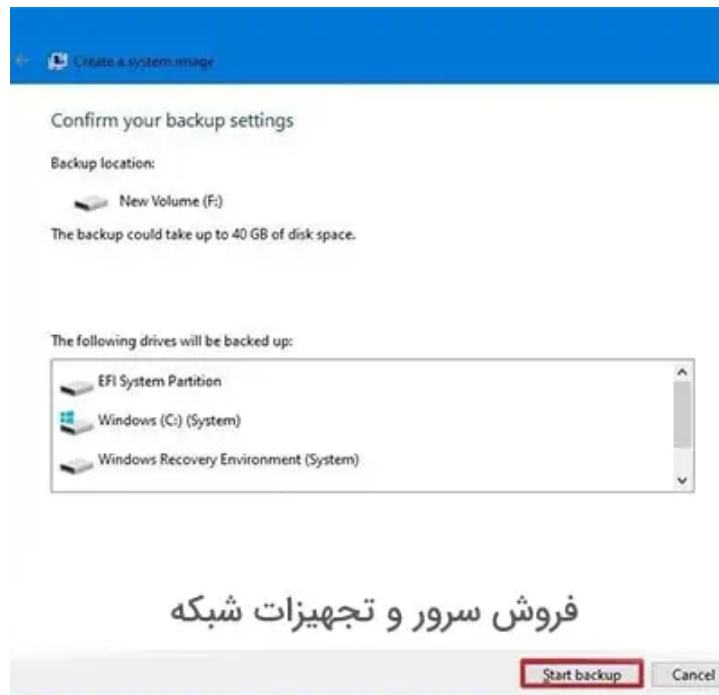 Create a system image
Confirm your backup settings
Backup location:
New Volume (F:)
The backup could take up to 40 GB of disk space.
The following drives will be backed up:
EFI System Partition
Windows (C:) (System)
Windows Recovery Environment (System)
فروش سرور و تجهیزات شبکه
Start backup Cancel